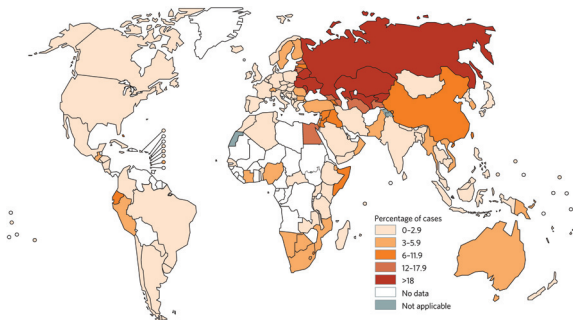 Percentage of cases
0–2.9
3–5.9
6–11.9
12–17.9
>18
No data
Not applicable